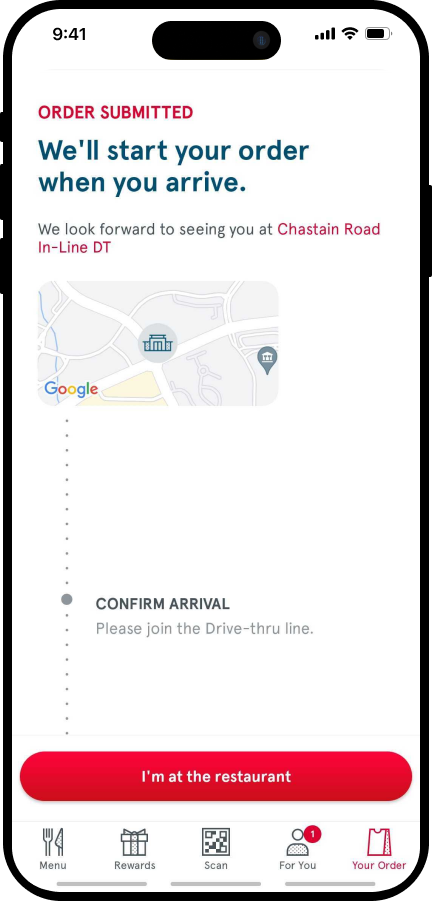 9:41
ORDER SUBMITTED
We'll start your order
when you arrive.
We look forward to seeing you at Chastain Road
In-Line DT
Google
CONFIRM ARRIVAL
Please join the Drive-thru line.
I'm at the restaurant
1
Menu
Rewards
Scan
For You
Your Order